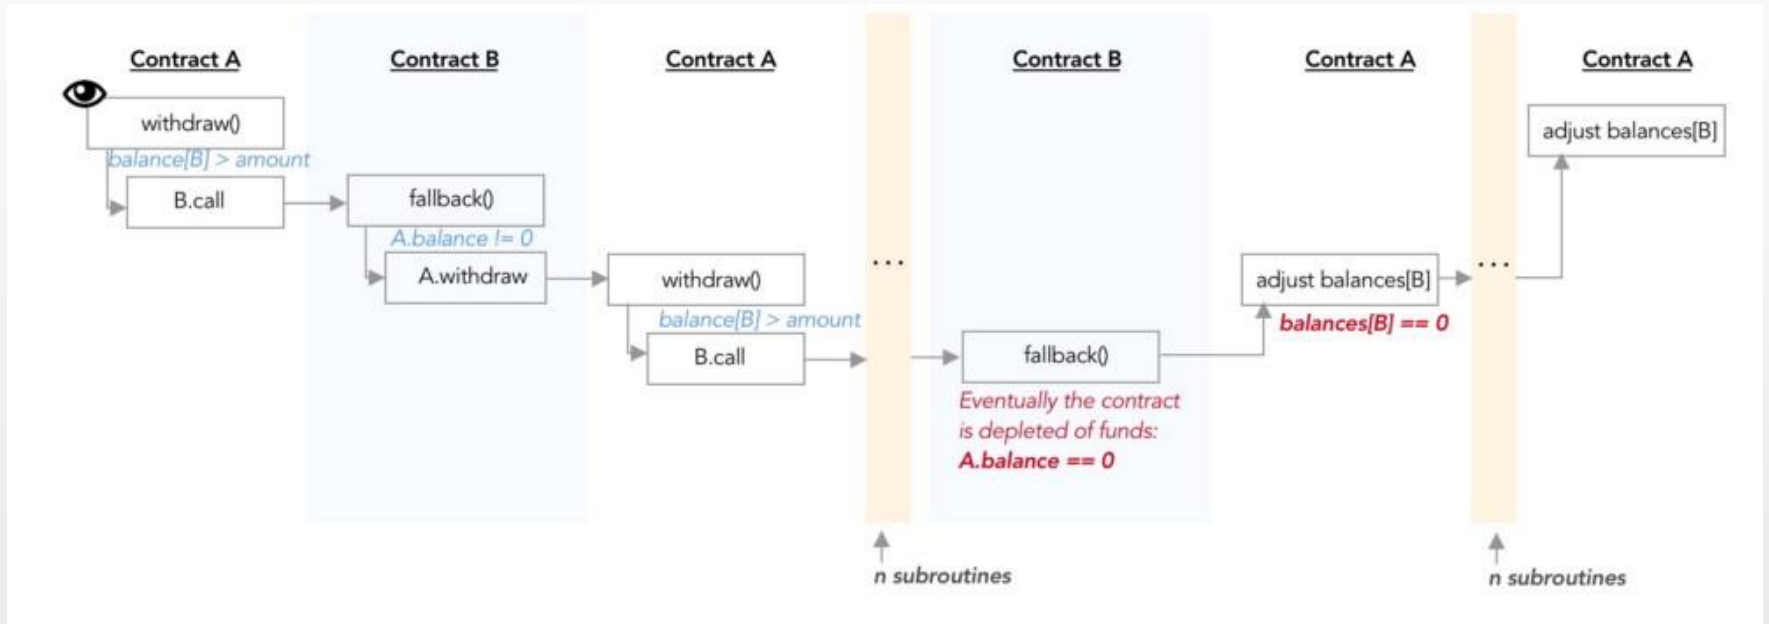 Contract A
withdraw()
balance[B] > amount
B.call
Contract B
fallback()
A.balance != 0
A.withdraw
Contract A
withdraw()
balance[B] > amount
B.call
...
n subroutines
Contract B
fallback()
Eventually the contract
is depleted of funds:
A.balance == 0
Contract A
adjust balances[B]
balances[B] == 0
...
n subroutines
Contract A
adjust balances[B]